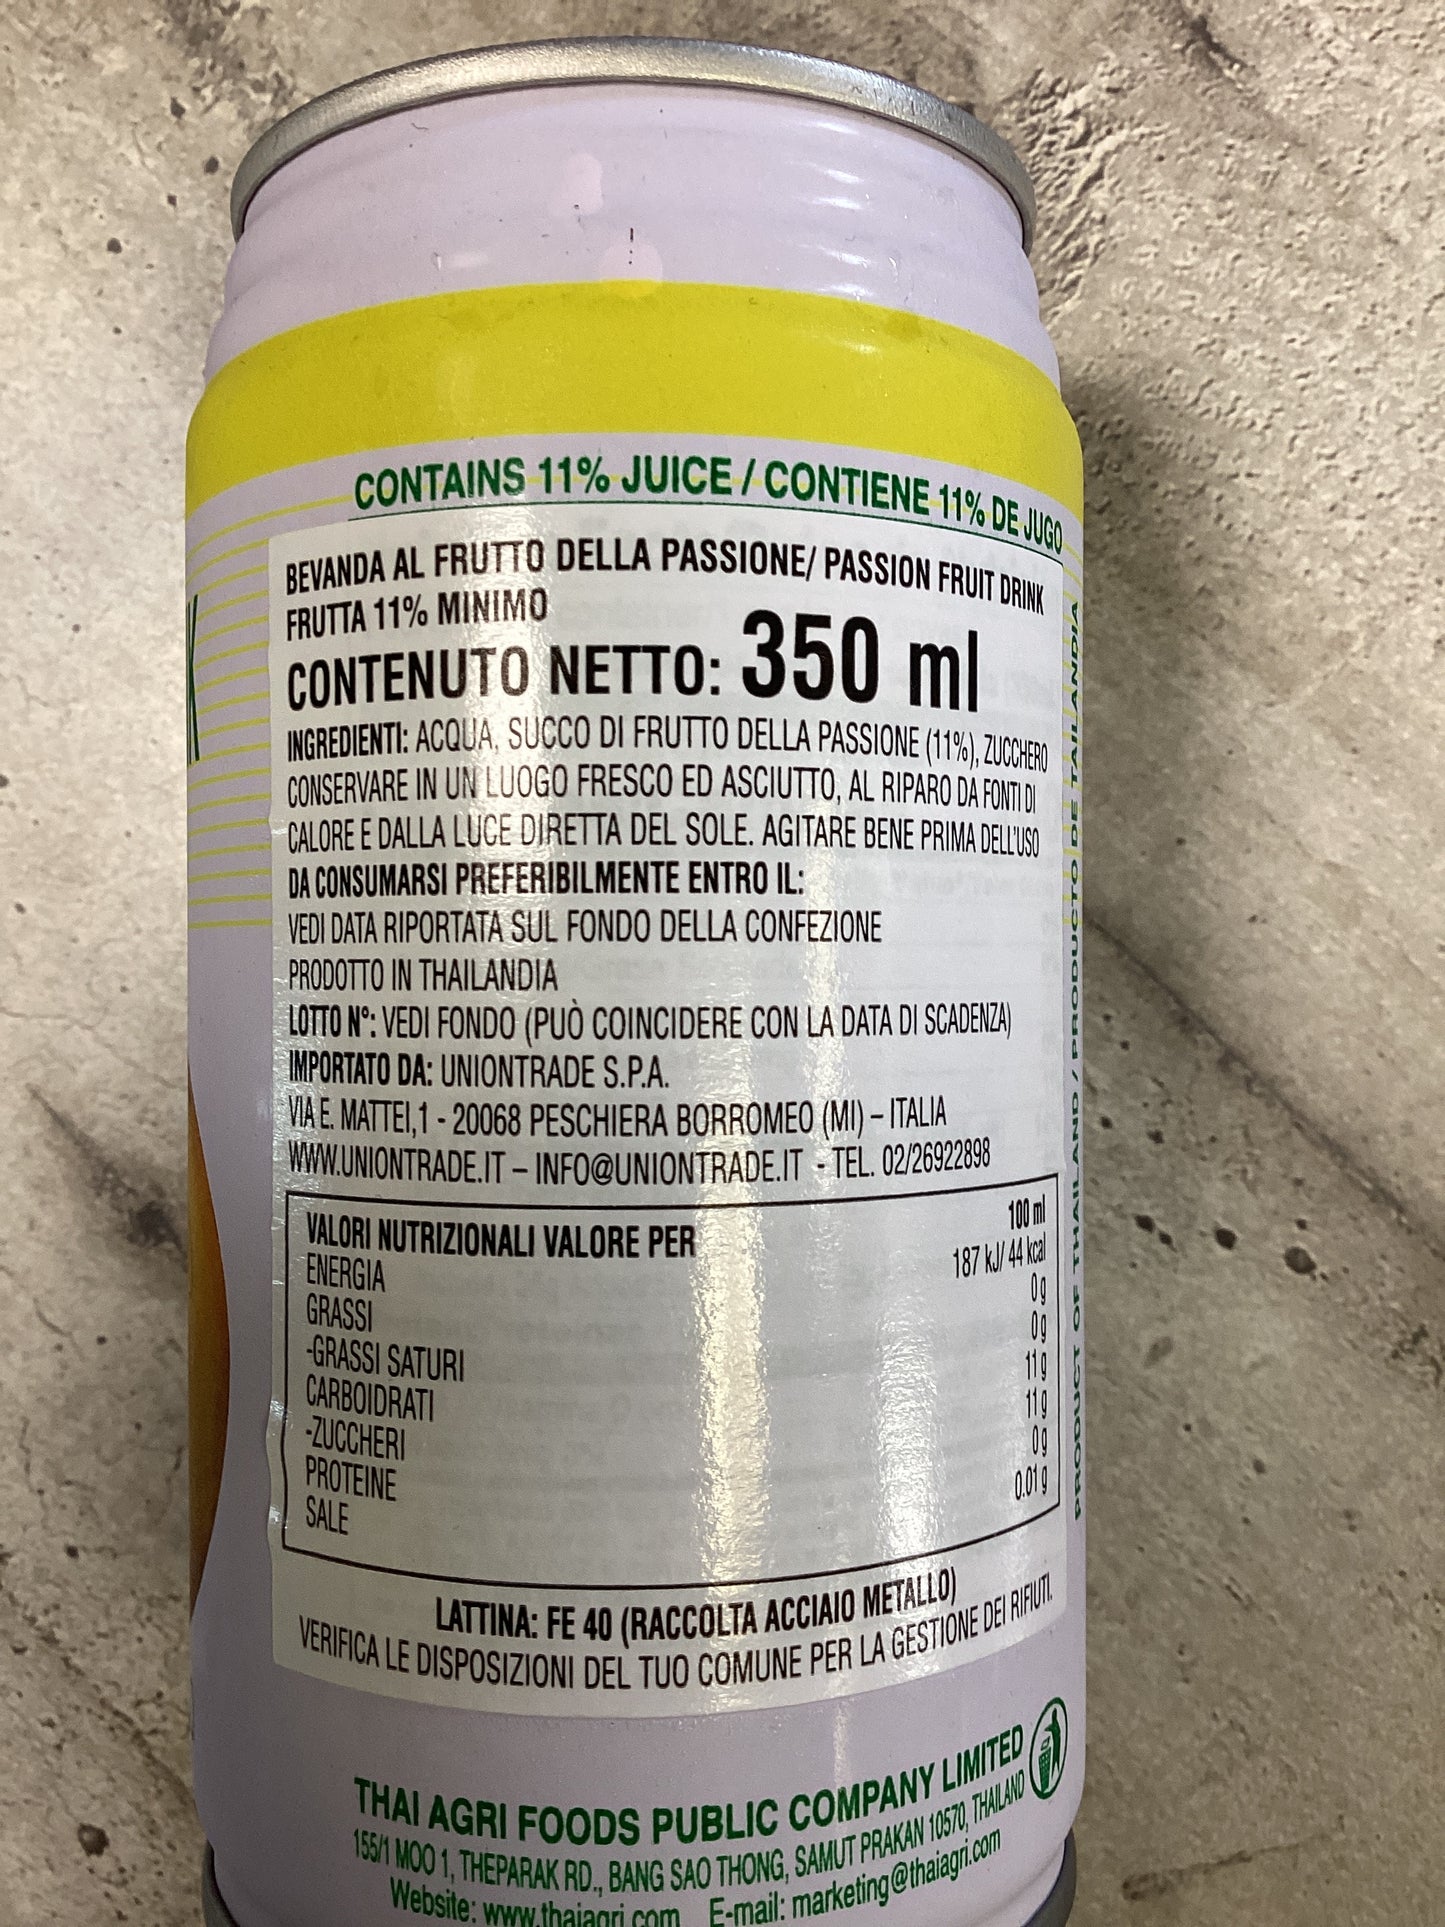 CONTAINS 11% JUICE / CONTIENE 11% DE JUGO
BEVANDA AL FRUTTO DELLA PASSIONE/ PASSION FRUIT DRINK
FRUTTA 11% MINIMO
CONTENUTO NETTO: 350 ml
INGREDIENTI: ACQUA, SUCCO DI FRUTTO DELLA PASSIONE (11%), ZUCCHERO
CONSERVARE IN UN LUOGO FRESCO ED ASCIUTTO, AL RIPARO DA FONTI DI
CALORE E DALLA LUCE DIRETTA DEL SOLE. AGITARE BENE PRIMA DELL'USO
DA CONSUMARSI PREFERIBILMENTE ENTRO IL:
VEDI DATA RIPORTATA SUL FONDO DELLA CONFEZIONE
PRODOTTO IN THAILANDIA
LOTTO N°: VEDI FONDO (PUÒ COINCIDERE CON LA DATA DI SCADENZA)
IMPORTATO DA: UNIONTRADE S.P.A.
VIA E. MATTEI,1 - 20068 PESCHIERA BORROMEO (MI) – ITALIA
WWW.UNIONTRADE.IT – INFO@UNIONTRADE.IT - TEL. 02/26922898
VALORI NUTRIZIONALI VALORE PER 100 ml
ENERGIA 187 kJ/ 44 kcal
GRASSI 0g
-GRASSI SATURI 0g
CARBOIDRATI 11g
-ZUCCHERI 11g
PROTEINE 0g
SALE 0.01 g
LATTINA: FE 40 (RACCOLTA ACCIAIO METALLO)
VERIFICA LE DISPOSIZIONI DEL TUO COMUNE PER LA GESTIONE DEI RIFIUTI.
THAI AGRI FOODS PUBLIC COMPANY LIMITED
155/1 MOO 1, THEPARAK RD., BANG SAO THONG, SAMUT PRAKAN 10570, THAILAND
Website: www.thaiagri.com E-mail: marketing@thaiagri.com
PRODUCT OF THAILAND / PRODUCTO DE TAILANDIA